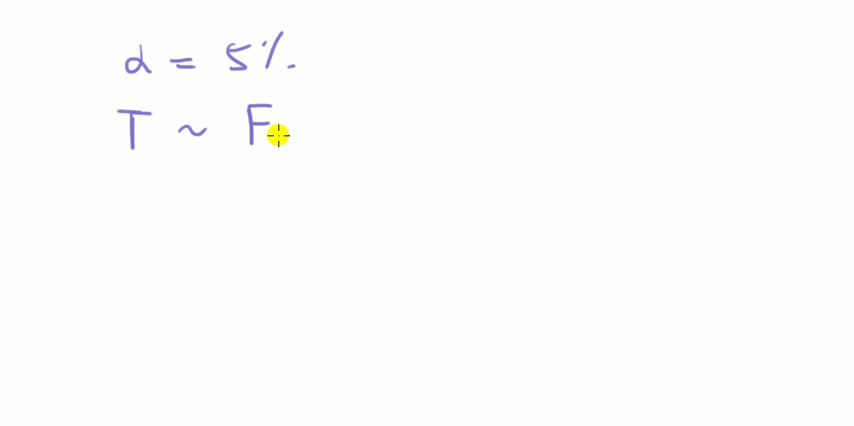 α = 5%.
T ~ F